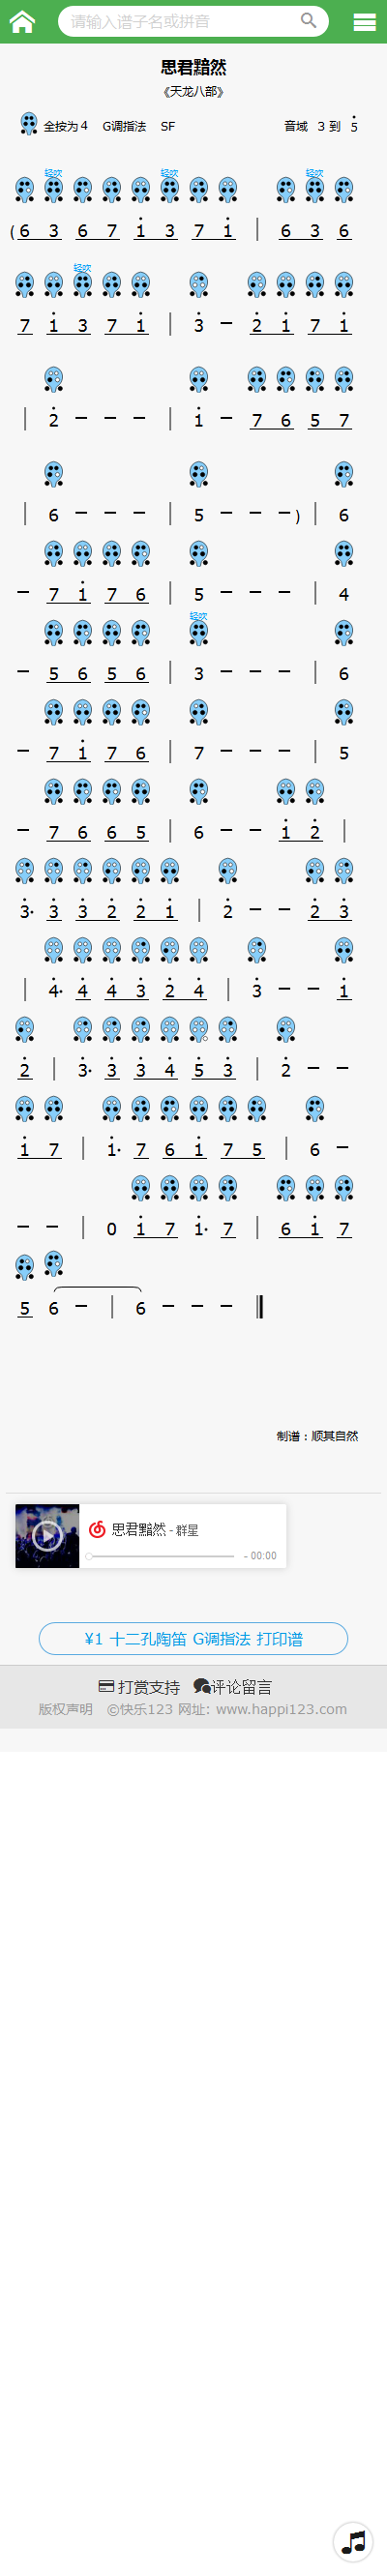 请输入谱子名或拼音
思君黯然
《天龙八部》
全按为4 G调指法 SF 音域 3 到 5̇
轻吹 轻吹 轻吹
(6 3 6 7 1̇ 3 7 1̇ | 6 3 6
轻吹
7 1̇ 3 7 1̇ | 3̇ – 2̇ 1̇ 7 1̇
| 2̇ – – – | 1̇ – 7 6 5 7
| 6 – – – | 5 – – –) | 6
– 7 1̇ 7 6 | 5 – – – | 4
轻吹
– 5 6 5 6 | 3 – – – | 6
– 7 1̇ 7 6 | 7 – – – | 5
– 7 6 6 5 | 6 – – 1̇ 2̇ |
3̇· 3̇ 3̇ 2̇ 2̇ 1̇ | 2̇ – – 2̇ 3̇
| 4̇· 4̇ 4̇ 3̇ 2̇ 4̇ | 3̇ – – 1̇
2̇ | 3̇· 3̇ 3̇ 4̇ 5̇ 3̇ | 2̇ – –
1̇ 7 | 1̇· 7 6 1̇ 7 5 | 6 –
– – | 0 1̇ 7 1̇· 7 | 6 1̇ 7
5 6 – | 6 – – – ‖
制谱：顺其自然
思君黯然 - 群星
- 00:00
¥1 十二孔陶笛 G调指法 打印谱
打赏支持 评论留言
版权声明 ©快乐123 网址: www.happi123.com